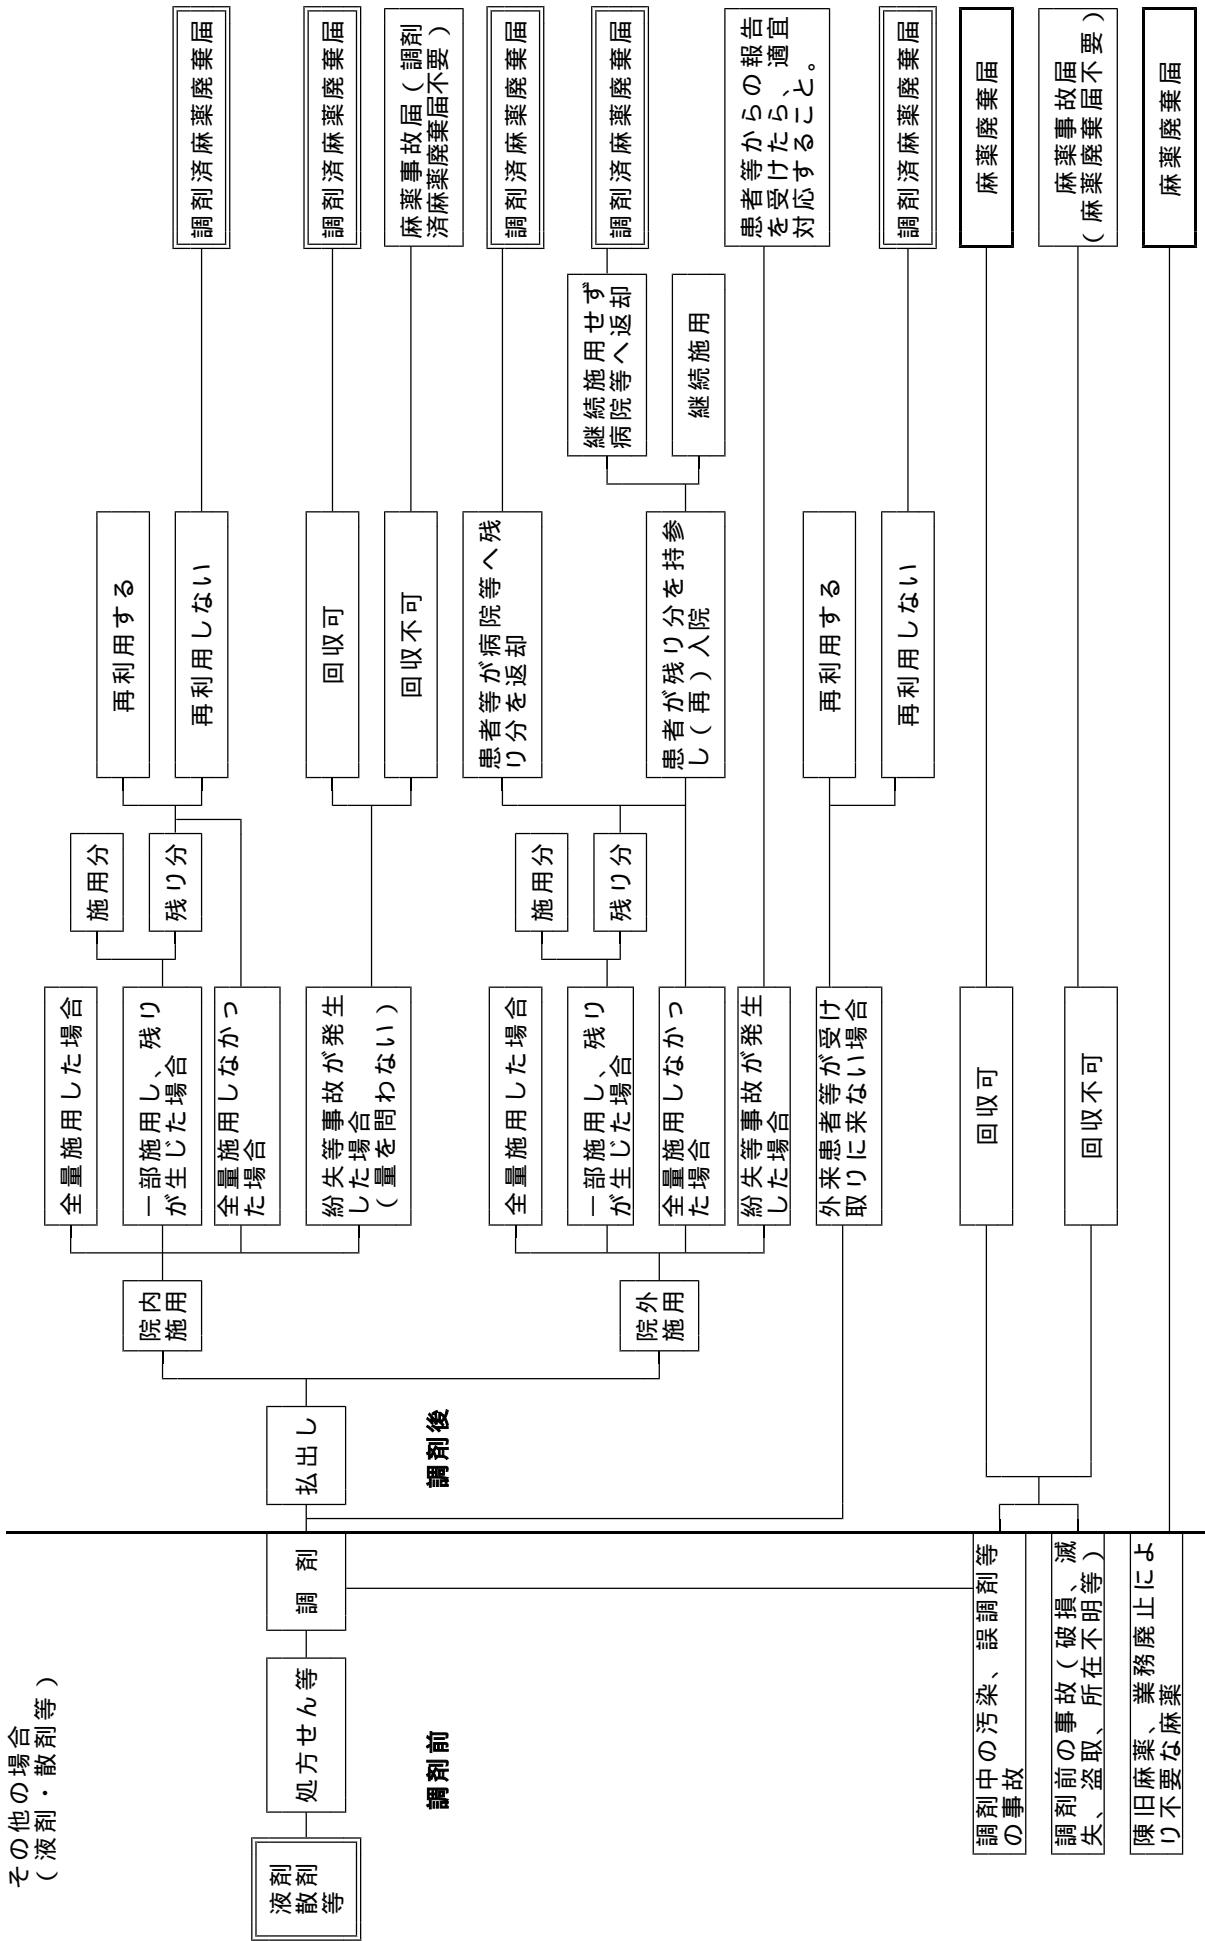 その他の場合
（液剤・散剤等）
液剤
散剤
等
処方せん等
調　剤
払出し
調剤前
調剤後
院内
施用
全量施用した場合
一部施用し、残り
が生じた場合
施用分
残り分
再利用する
再利用しない
調剤済麻薬廃棄届
全量施用しなかっ
た場合
紛失等事故が発生
した場合
（量を問わない）
回収可
調剤済麻薬廃棄届
回収不可
麻薬事故届（調剤
済麻薬廃棄届不要）
院外
施用
全量施用した場合
一部施用し、残り
が生じた場合
施用分
残り分
患者等が病院等へ残
り分を返却
調剤済麻薬廃棄届
全量施用しなかっ
た場合
患者が残り分を持参
し（再）入院
継続施用せず
病院等へ返却
調剤済麻薬廃棄届
継続施用
紛失等事故が発生
した場合
患者等からの報告
を受けたら、適宜
対応すること。
外来患者等が受け
取りに来ない場合
再利用する
再利用しない
調剤済麻薬廃棄届
調剤中の汚染、誤調剤等
の事故
調剤前の事故（破損、滅
失、盗取、所在不明等）
回収可
麻薬廃棄届
回収不可
麻薬事故届
（麻薬廃棄届不要）
陳旧麻薬、業務廃止によ
り不要な麻薬
麻薬廃棄届